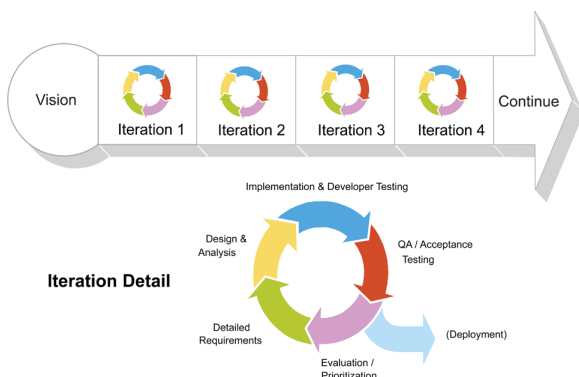 Vision
Iteration 1
Iteration 2
Iteration 3
Iteration 4
Continue
Implementation & Developer Testing
Design &
Analysis
QA / Acceptance
Testing
Iteration Detail
Detailed
Requirements
(Deployment)
Evaluation /
Prioritization